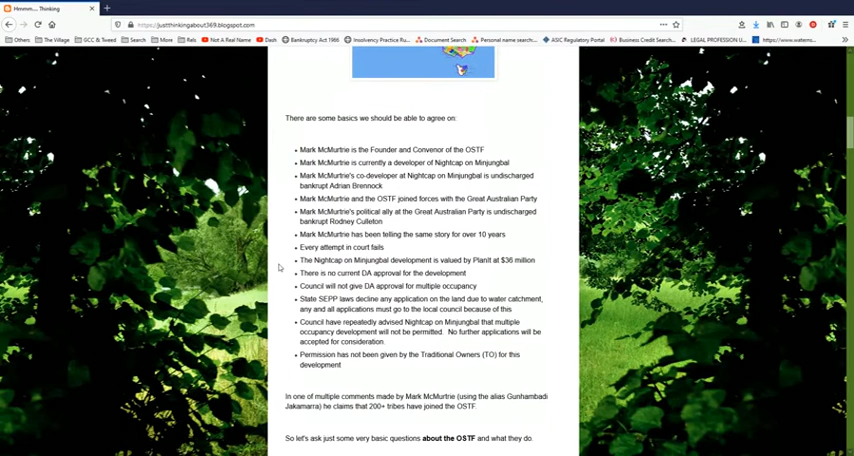 Hmmm.... Thinking
https://justthinkingabout369.blogspot.com
Others
The Village
GCC & Tweed
Search
More
Rals
Not A Real Name
Dash
Bankruptcy Act 1966
Insolvency Practice Ru...
Document Search
Personal name search...
ASIC Regulatory Portal
Business Credit Search...
LEGAL PROFESSION U...
https://www.waterns...
There are some basics we should be able to agree on:
Mark McMurtrie is the Founder and Convenor of the OSTF
Mark McMurtrie is currently a developer of Nightcap on Minjungbal
Mark McMurtrie's co-developer at Nightcap on Minjungbal is undischarged
bankrupt Adrian Brennock
Mark McMurtrie and the OSTF joined forces with the Great Australian Party
Mark McMurtrie's political ally at the Great Australian Party is undischarged
bankrupt Rodney Culleton
Mark McMurtrie has been telling the same story for over 10 years
Every attempt in court fails
The Nightcap on Minjungbal development is valued by PlanIt at $36 million
There is no current DA approval for the development
Council will not give DA approval for multiple occupancy
State SEPP laws decline any application on the land due to water catchment,
any and all applications must go to the local council because of this
Council have repeatedly advised Nightcap on Minjungbal that multiple
occupancy development will not be permitted. No further applications will be
accepted for consideration.
Permission has not been given by the Traditional Owners (TO) for this
development
In one of multiple comments made by Mark McMurtrie (using the alias Gunhambadi
Jakamarra) he claims that 200+ tribes have joined the OSTF.
So let's ask just some very basic questions about the OSTF and what they do.